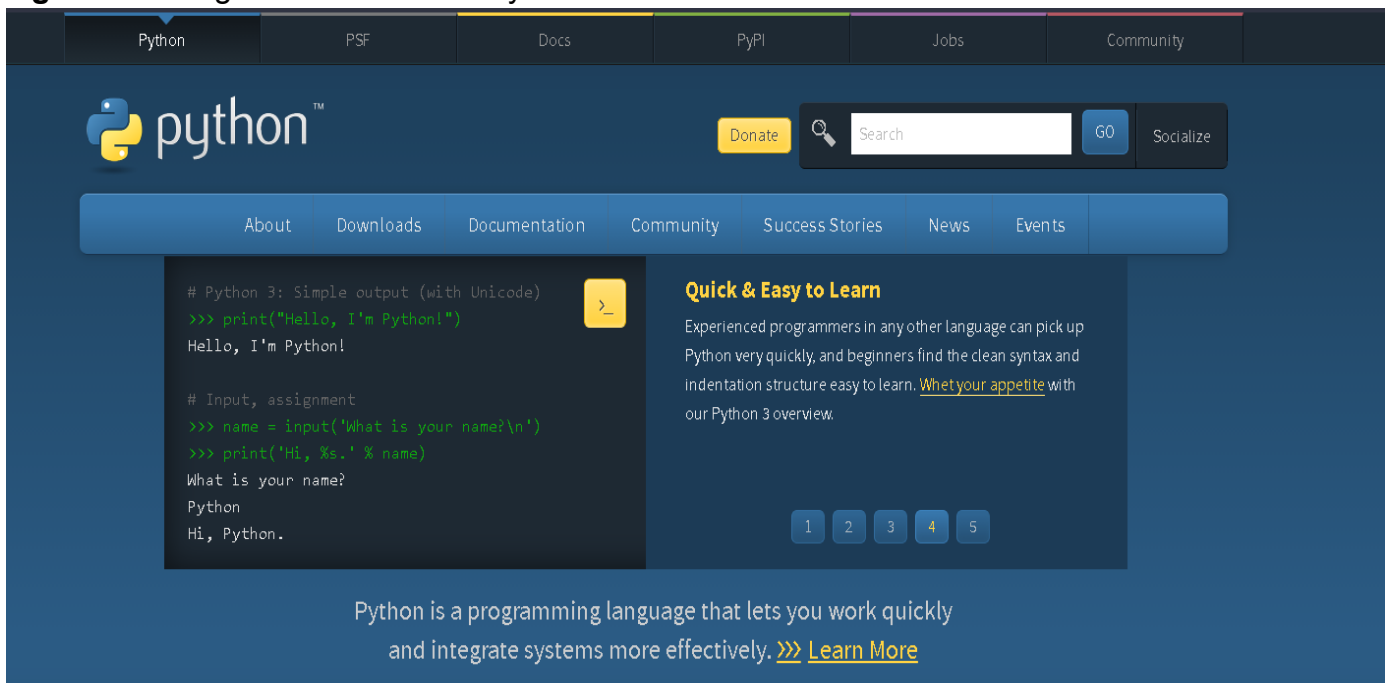 Python PSF Docs PyPI Jobs Community
python™
Donate Search GO Socialize
About Downloads Documentation Community Success Stories News Events
# Python 3: Simple output (with Unicode)
>>> print("Hello, I'm Python!")
Hello, I'm Python!
# Input, assignment
>>> name = input('What is your name?\n')
>>> print('Hi, %s.' % name)
What is your name?
Python
Hi, Python.
>_
Quick & Easy to Learn
Experienced programmers in any other language can pick up
Python very quickly, and beginners find the clean syntax and
indentation structure easy to learn. Whet your appetite with
our Python 3 overview.
1 2 3 4 5
Python is a programming language that lets you work quickly
and integrate systems more effectively. >>> Learn More